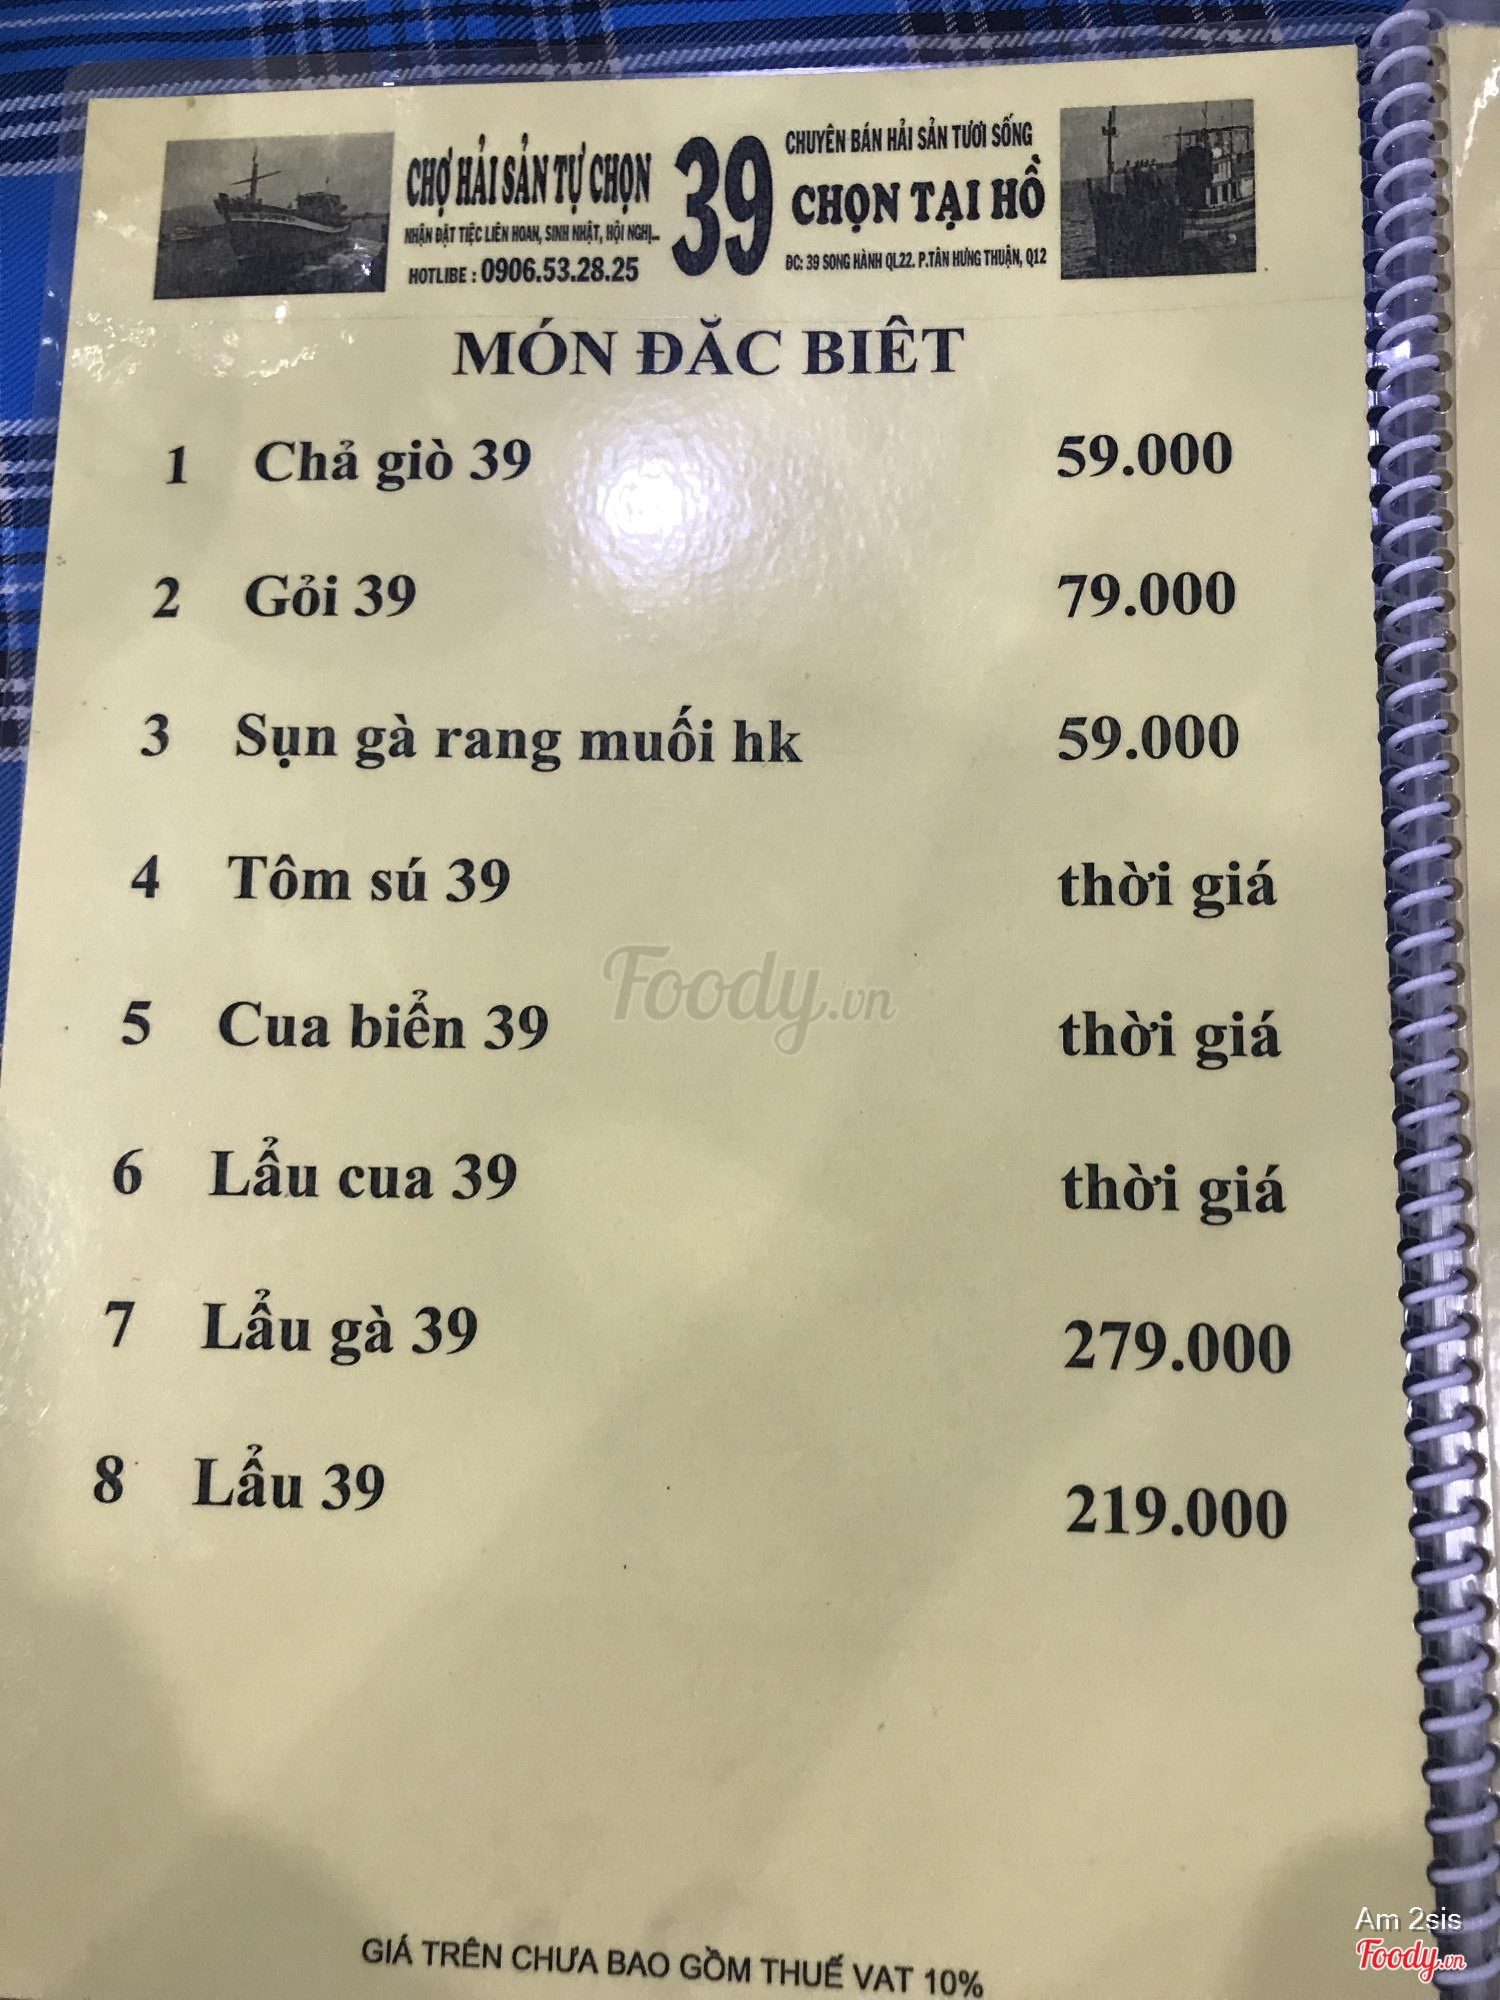 CHỢ HẢI SẢN TỰ CHỌN
NHẬN ĐẶT TIỆC LIÊN HOAN, SINH NHẬT, HỘI NGHỊ...
HOTLIBE : 0906.53.28.25
39
CHUYÊN BÁN HẢI SẢN TƯƠI SỐNG
CHỌN TẠI HỒ
ĐC: 39 SONG HÀNH QL22. P.TÂN HƯNG THUẬN, Q12
MÓN ĐĂC BIÊT
1 Chả giò 39 59.000
2 Gỏi 39 79.000
3 Sụn gà rang muối hk 59.000
4 Tôm sú 39 thời giá
5 Cua biển 39 thời giá
Foody.vn
6 Lẩu cua 39 thời giá
7 Lẩu gà 39 279.000
8 Lẩu 39 219.000
GIÁ TRÊN CHƯA BAO GỒM THUẾ VAT 10%
Am 2sis
Foody.vn